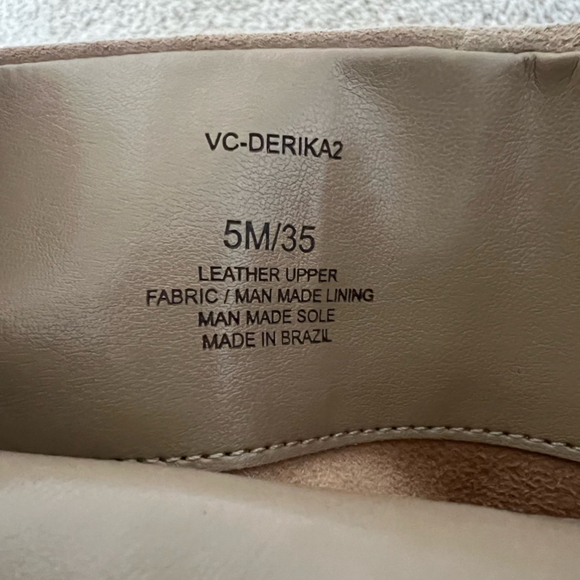 VC-DERIKA2
5M/35
LEATHER UPPER
FABRIC / MAN MADE LINING
MAN MADE SOLE
MADE IN BRAZIL